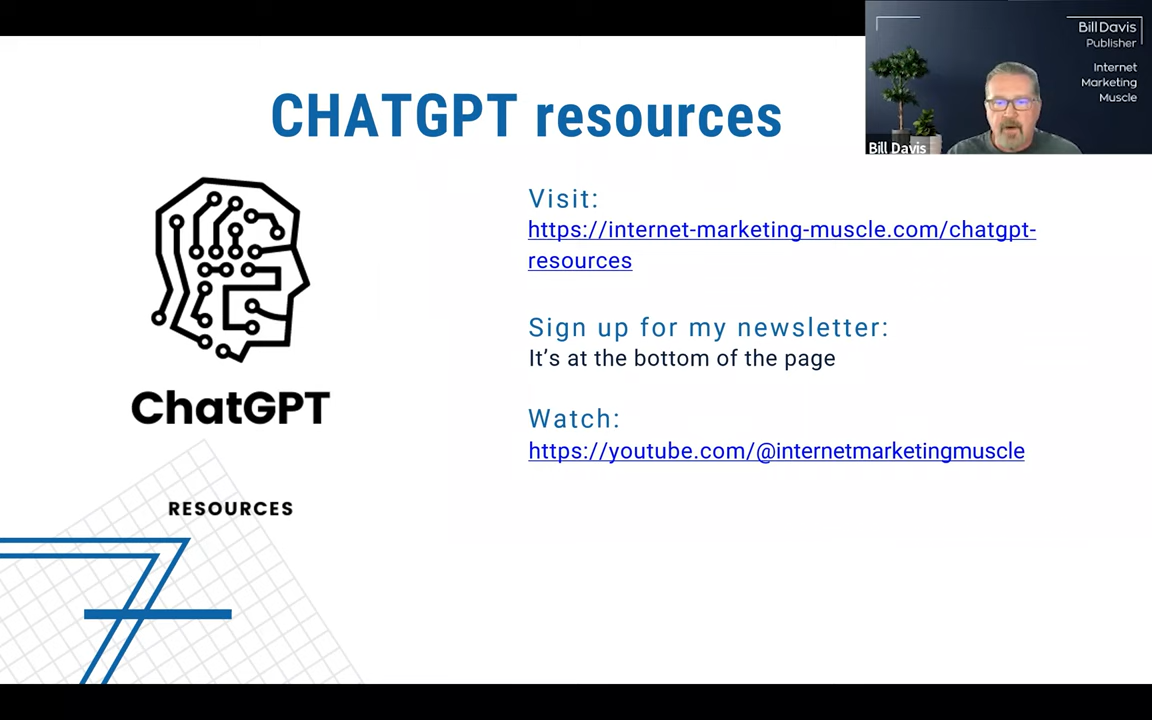 CHATGPT resources
Bill Davis
Publisher
Internet
Marketing
Muscle
Bill Davis
Visit:
https://internet-marketing-muscle.com/chatgpt-
resources
Sign up for my newsletter:
It’s at the bottom of the page
Watch:
https://youtube.com/@internetmarketingmuscle
ChatGPT
RESOURCES